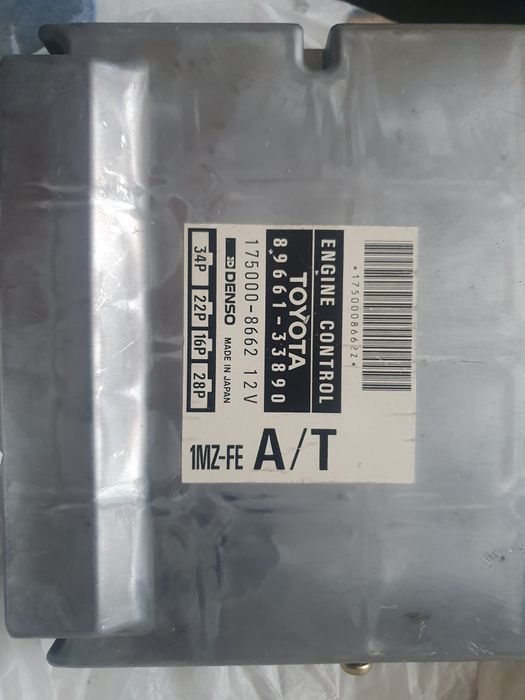 *1750008662Z*
ENGINE CONTROL
TOYOTA
89661-33890
175000-8662 12V
DENSO MADE IN JAPAN
34P 22P 16P 28P
1MZ-FE A/T